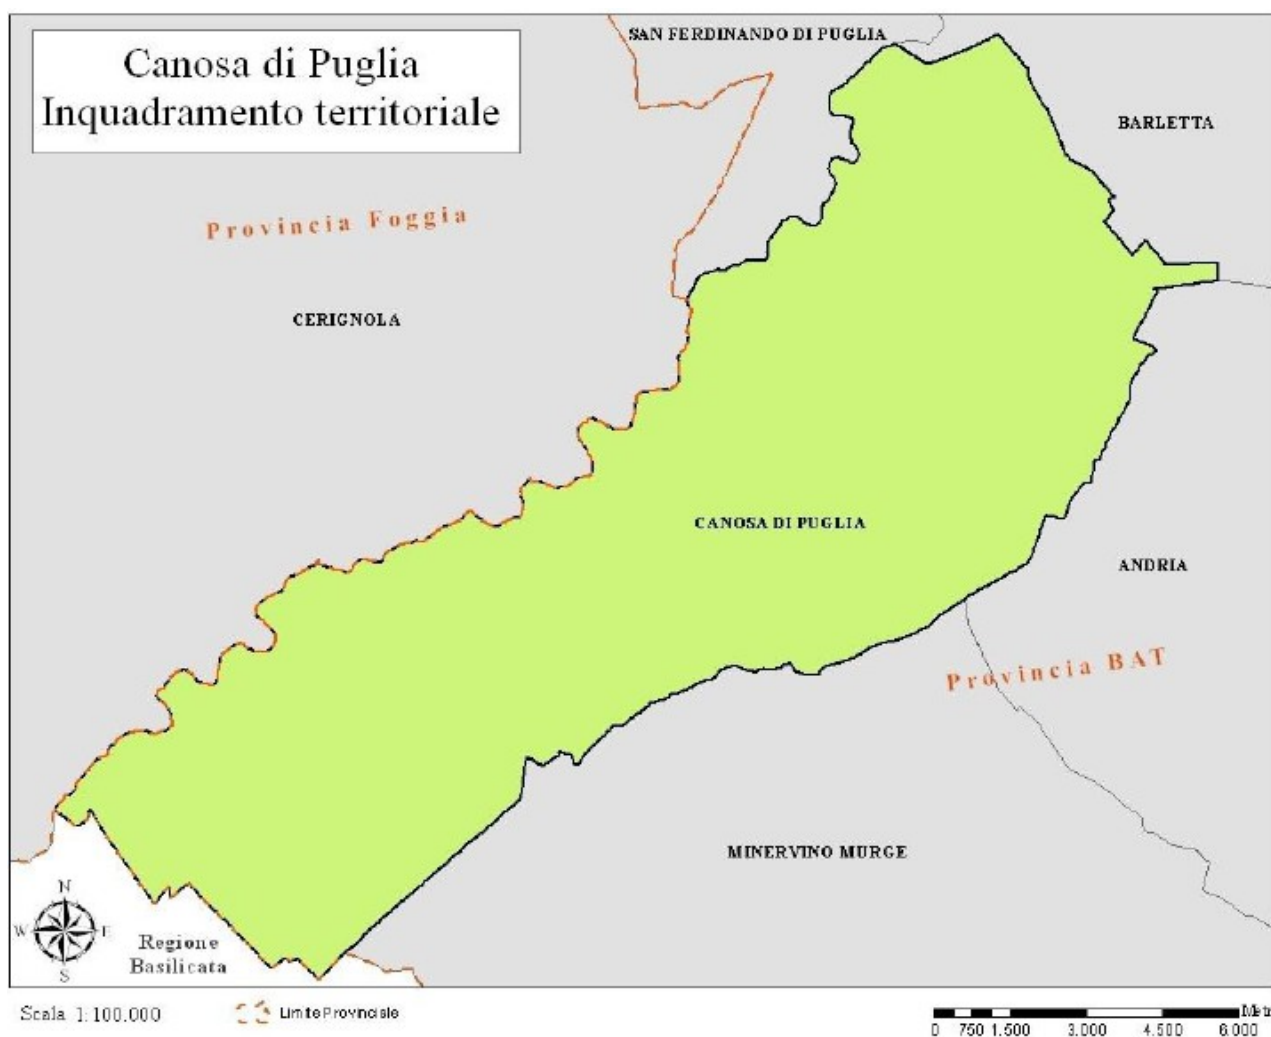 Canosa di Puglia
Inquadramento territoriale
SAN FERDINANDO DI PUGLIA
BARLETTA
Provincia Foggia
CERIGNOLA
CANOSA DI PUGLIA
ANDRIA
Provincia BAT
MINERVINO MURGE
N
W E
S
Regione
Basilicata
Scala 1:100.000
Limite Provinciale
Metr
0 750 1.500 3.000 4.500 6.000